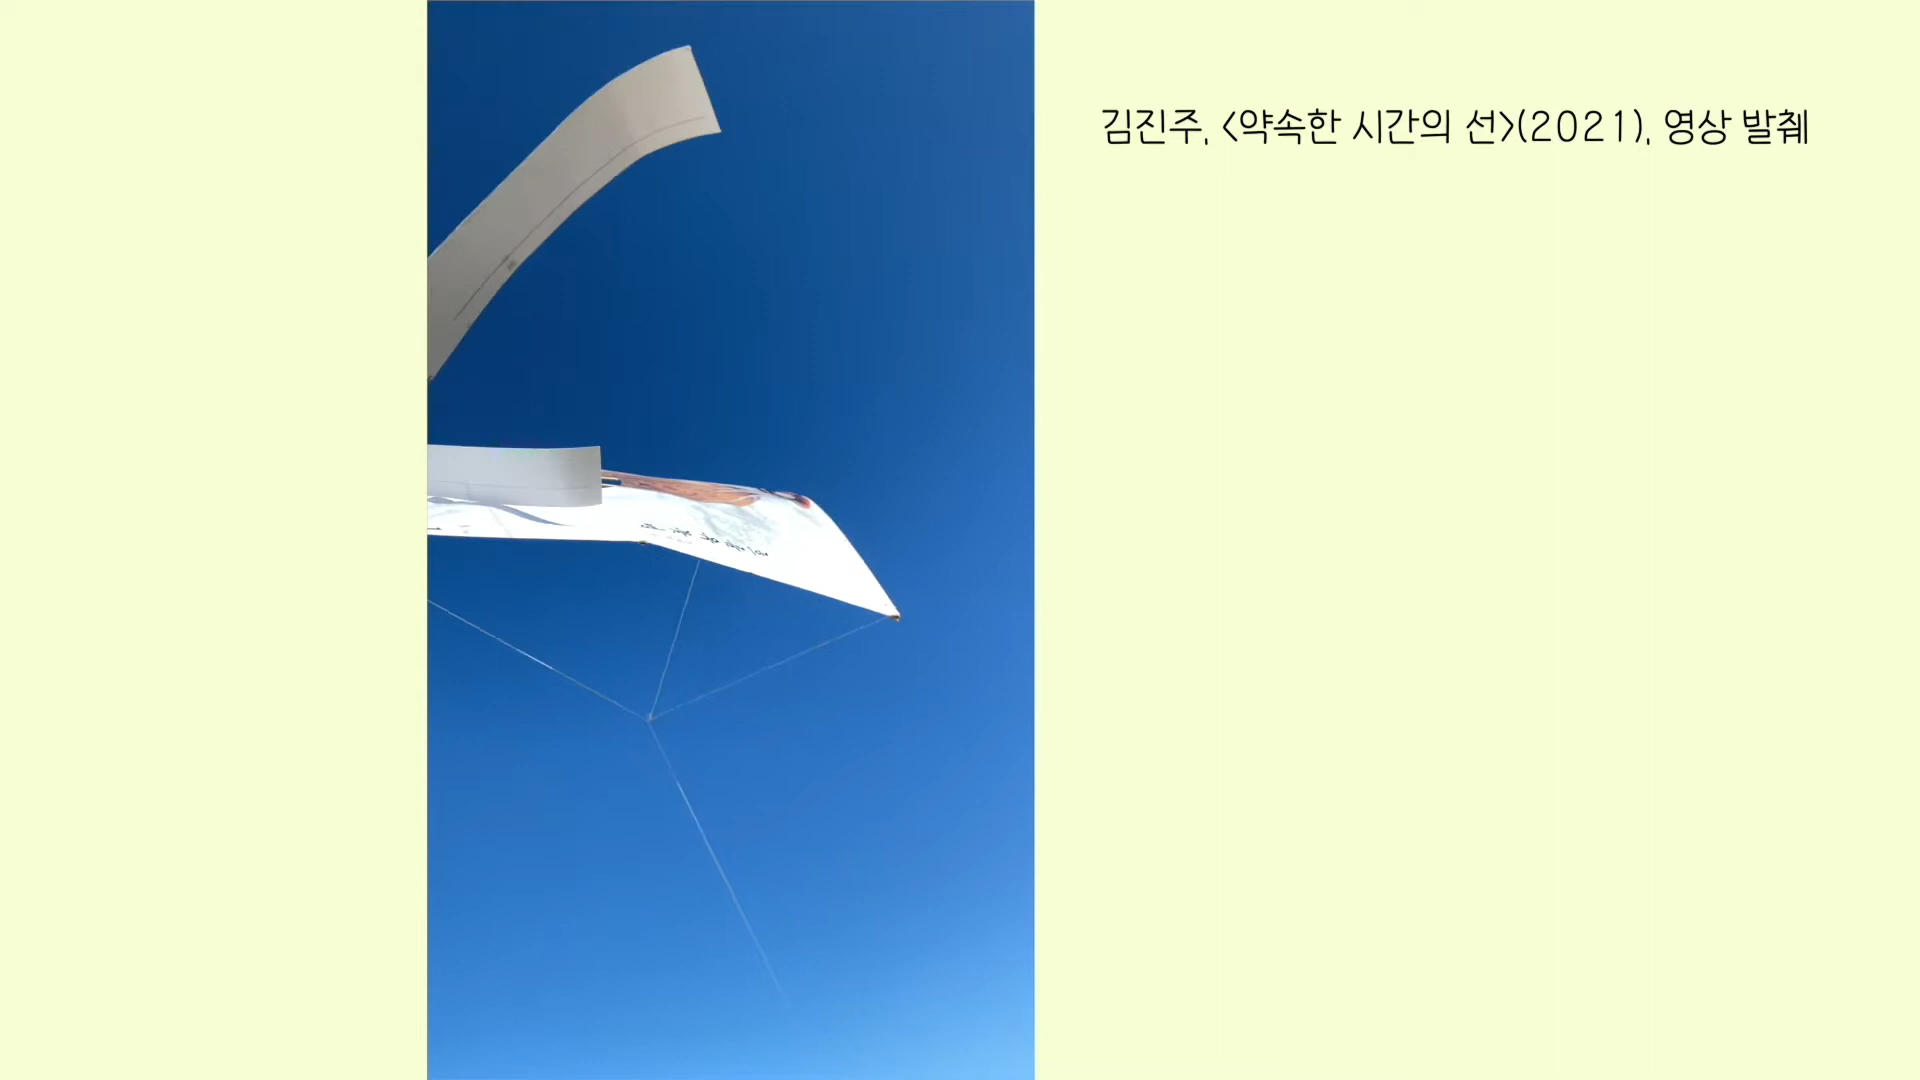 김진주, <약속한 시간의 선>(2021), 영상 발췌